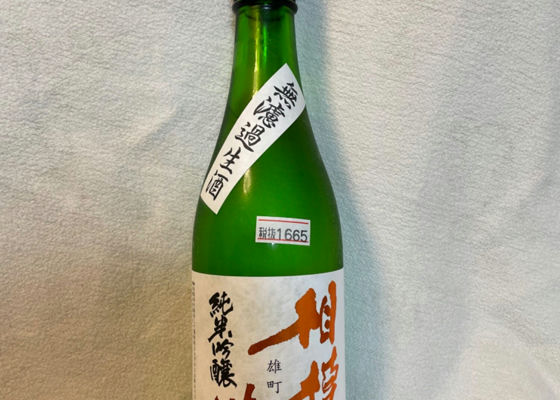 無濾過生酒
税抜1665
相模
雄町
純米吟醸